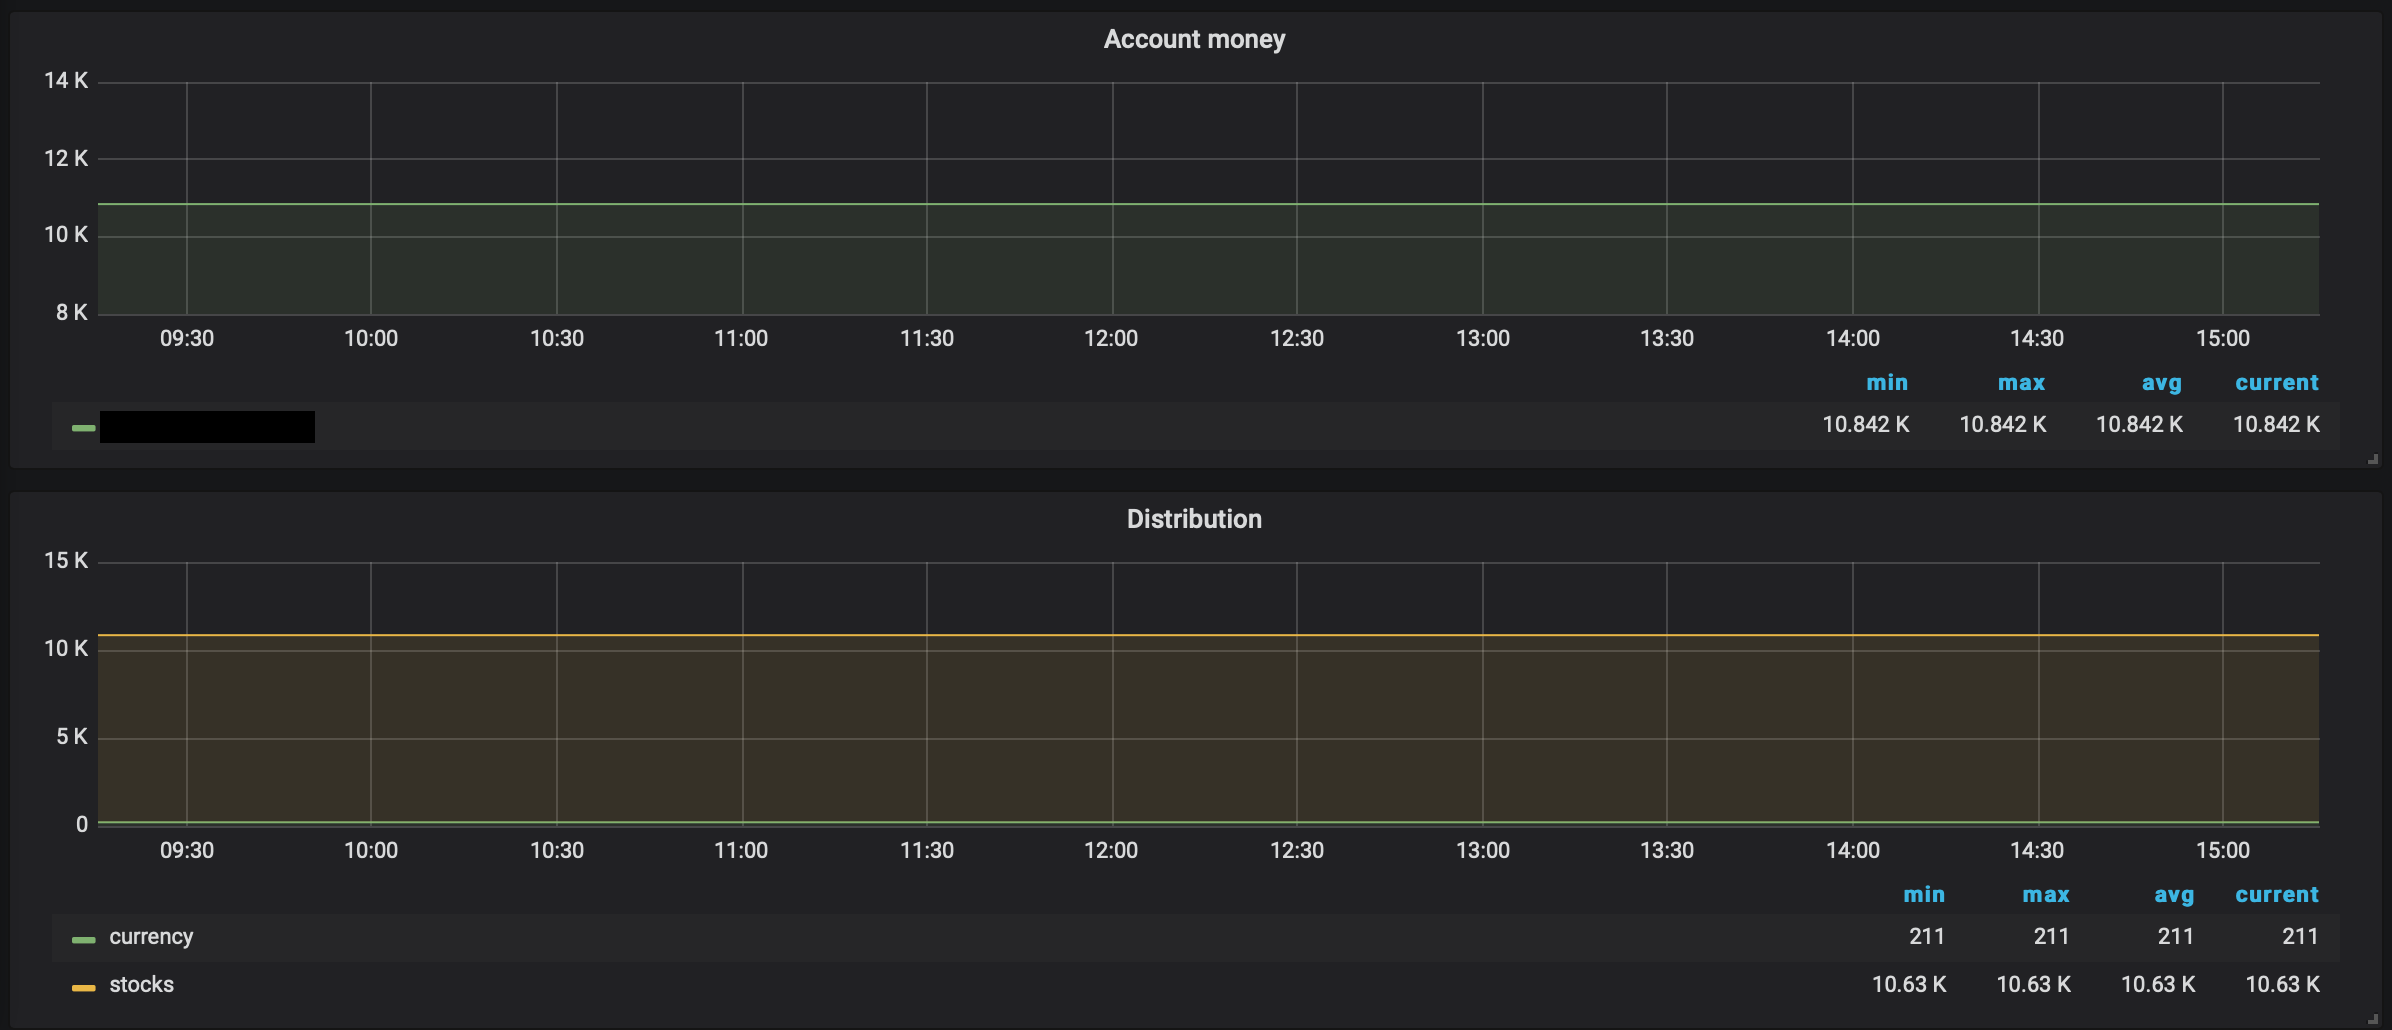 Account money
14 K
12 K
10 K
8 K
09:30 10:00 10:30 11:00 11:30 12:00 12:30 13:00 13:30 14:00 14:30 15:00
min max avg current
10.842 K 10.842 K 10.842 K 10.842 K
Distribution
15 K
10 K
5 K
0
09:30 10:00 10:30 11:00 11:30 12:00 12:30 13:00 13:30 14:00 14:30 15:00
min max avg current
currency 211 211 211 211
stocks 10.63 K 10.63 K 10.63 K 10.63 K